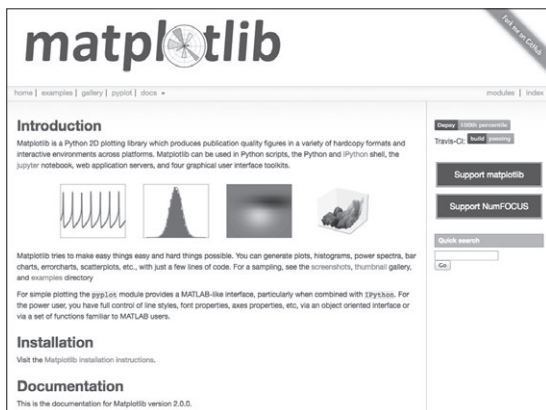 matplotlib
Fork me on GitHub
home | examples | gallery | pyplot | docs »
modules | index
Introduction
Matplotlib is a Python 2D plotting library which produces publication quality figures in a variety of hardcopy formats and
interactive environments across platforms. Matplotlib can be used in Python scripts, the Python and IPython shell, the
jupyter notebook, web application servers, and four graphical user interface toolkits.
Matplotlib tries to make easy things easy and hard things possible. You can generate plots, histograms, power spectra, bar
charts, errorcharts, scatterplots, etc., with just a few lines of code. For a sampling, see the screenshots, thumbnail gallery,
and examples directory
For simple plotting the pyplot module provides a MATLAB-like interface, particularly when combined with IPython. For
the power user, you have full control of line styles, font properties, axes properties, etc, via an object oriented interface or
via a set of functions familiar to MATLAB users.
Installation
Visit the Matplotlib installation instructions.
Documentation
This is the documentation for Matplotlib version 2.0.0.
Depsy 100th percentile
Travis-CI: build passing
Support matplotlib
Support NumFOCUS
Quick search
Go